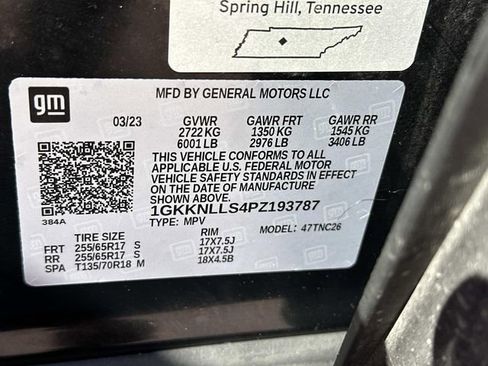 Spring Hill, Tennessee
gm
MFD BY GENERAL MOTORS LLC
03/23 GVWR GAWR FRT GAWR RR
2722 KG 1350 KG 1545 KG
6001 LB 2976 LB 3406 LB
THIS VEHICLE CONFORMS TO ALL
APPLICABLE U.S. FEDERAL MOTOR
VEHICLE SAFETY STANDARDS IN EFFECT
ON THE DATE OF MANUFACTURE
SHOWN ABOVE.
1GKKNLLS4PZ193787
384A
TYPE: MPV MODEL: 47TNC26
TIRE SIZE RIM
FRT 255/65R17 S 17X7.5J
RR 255/65R17 S 17X7.5J
SPA T135/70R18 M 18X4.5B